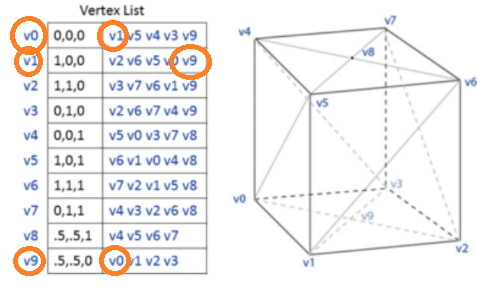 Vertex List
v0 0,0,0 v1 v5 v4 v3 v9
v1 1,0,0 v2 v6 v5 v0 v9
v2 1,1,0 v3 v7 v6 v1 v9
v3 0,1,0 v2 v6 v7 v4 v9
v4 0,0,1 v5 v0 v3 v7 v8
v5 1,0,1 v6 v1 v0 v4 v8
v6 1,1,1 v7 v2 v1 v5 v8
v7 0,1,1 v4 v3 v2 v6 v8
v8 .5,.5,1 v4 v5 v6 v7
v9 .5,.5,0 v0 v1 v2 v3
v7
v4
v8
v6
v5
v3
v0
v9
v2
v1